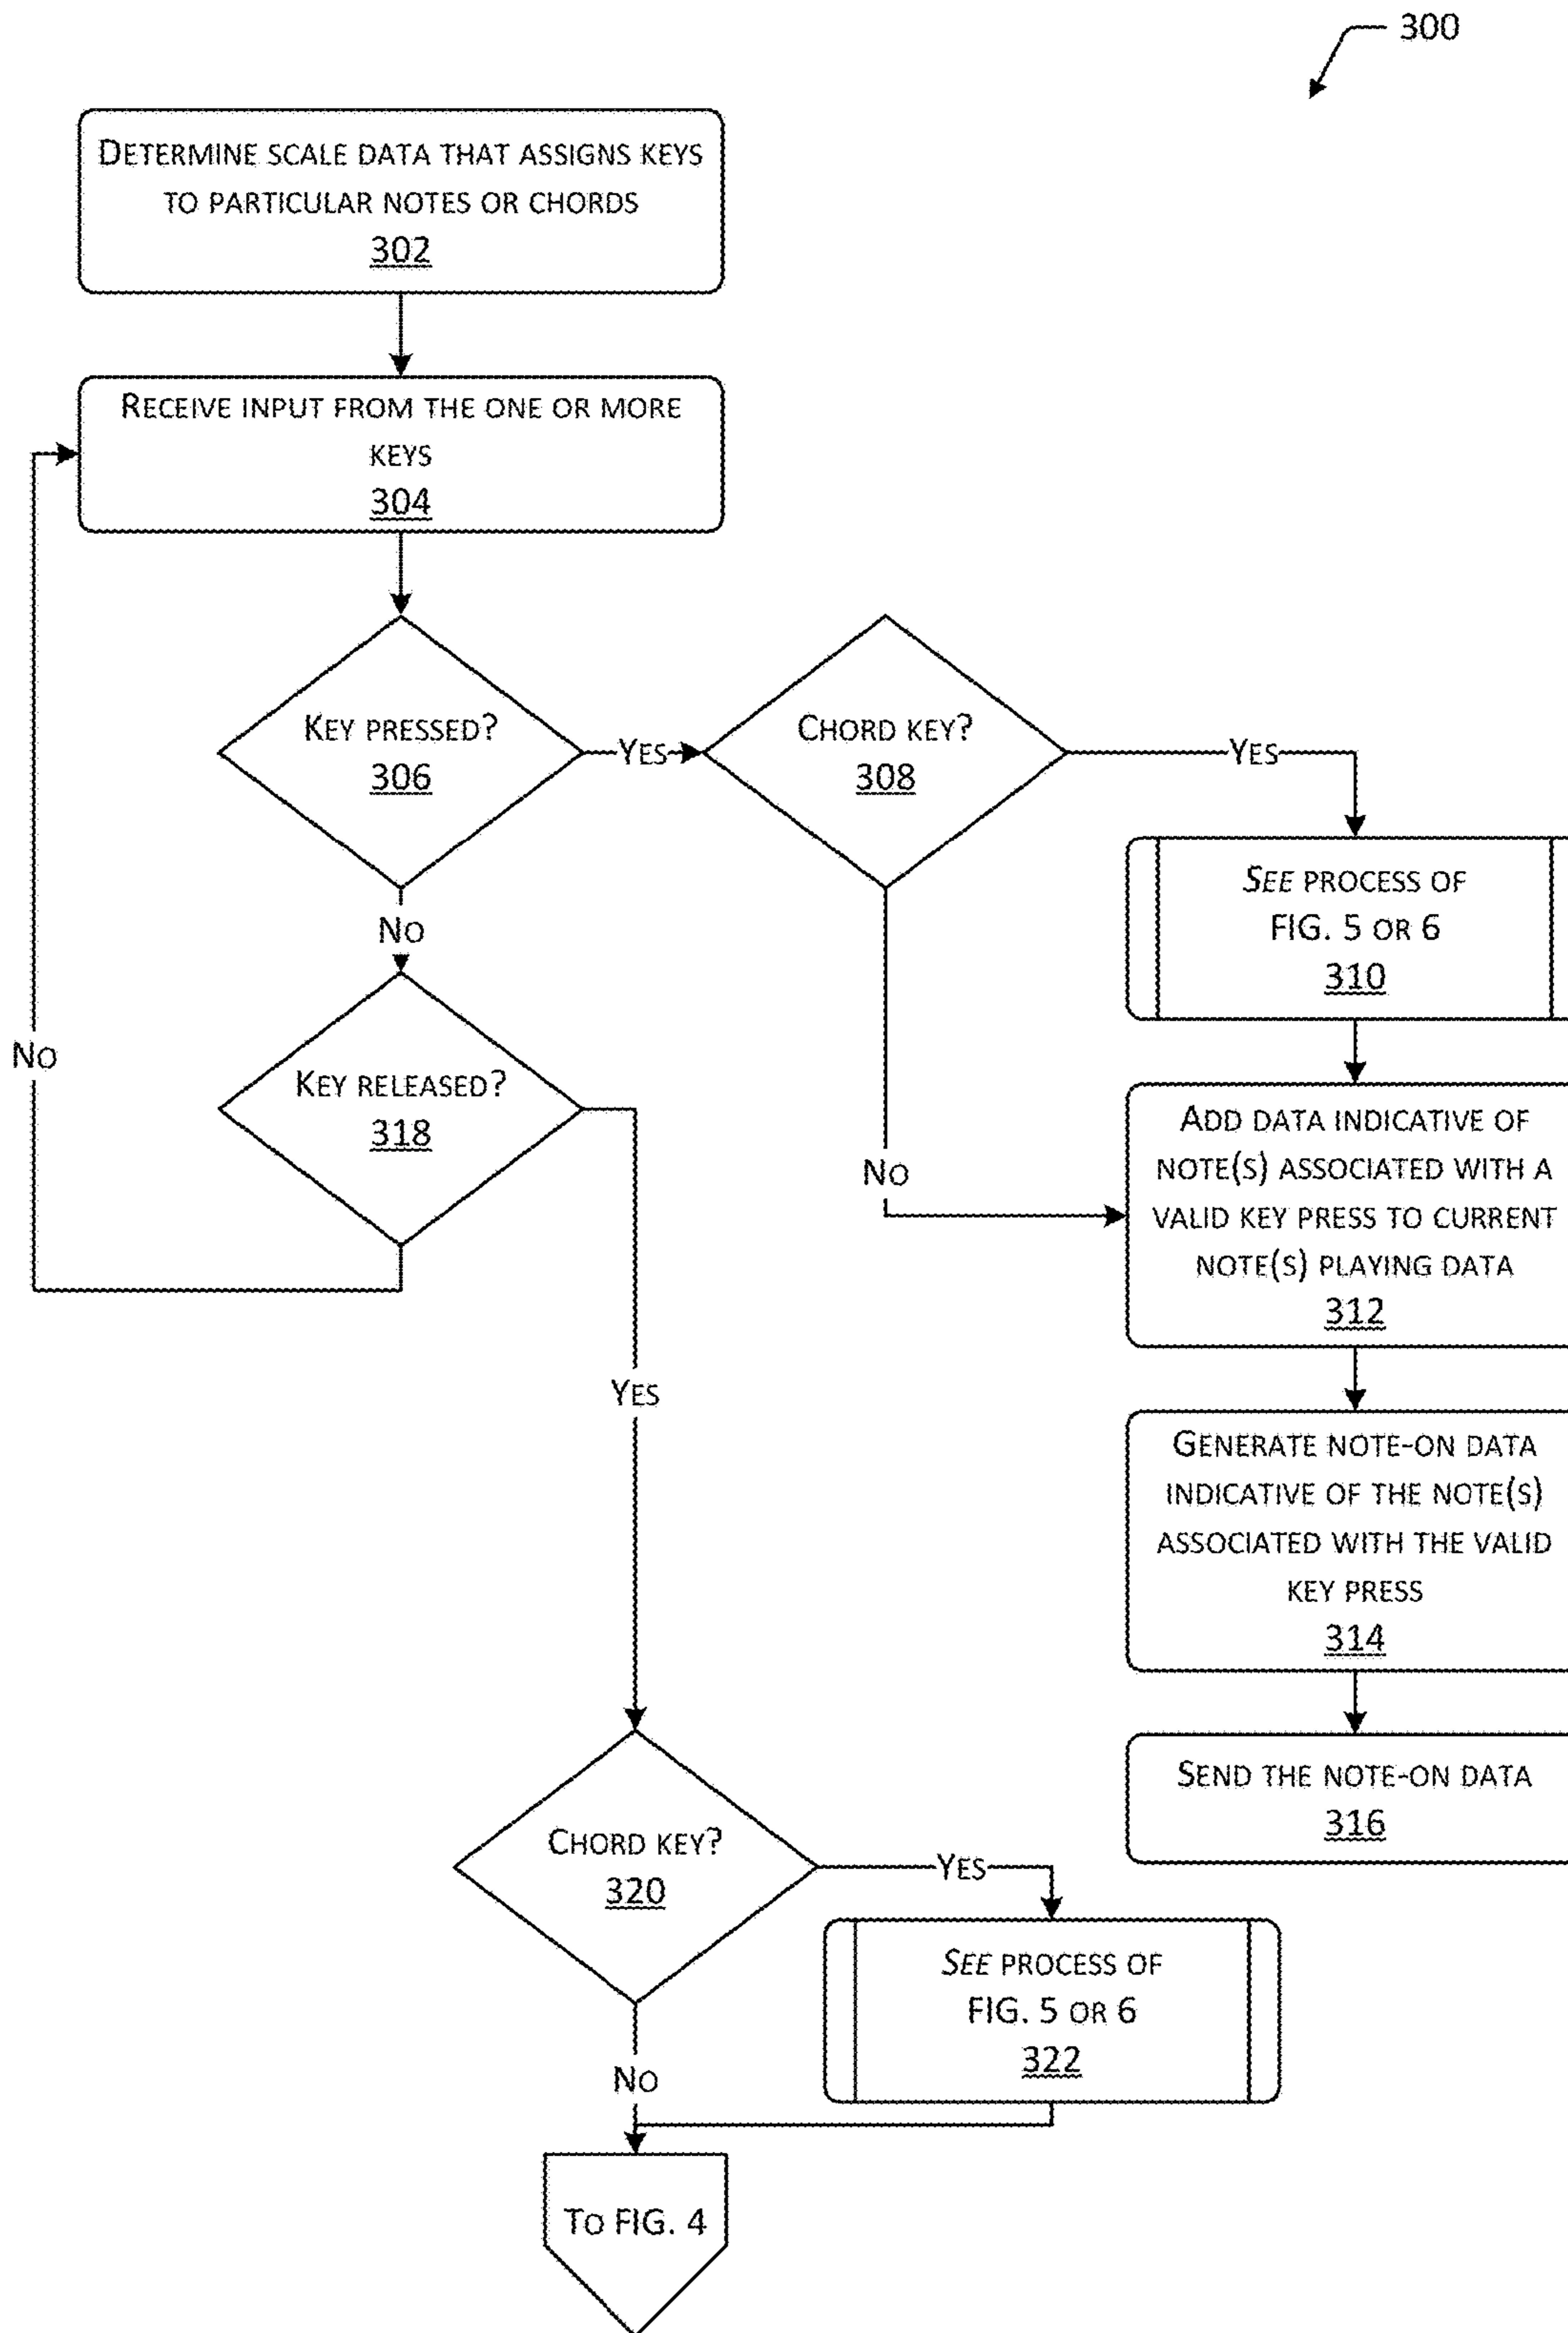 300
DETERMINE SCALE DATA THAT ASSIGNS KEYS
TO PARTICULAR NOTES OR CHORDS
302
RECEIVE INPUT FROM THE ONE OR MORE
KEYS
304
KEY PRESSED?
306
YES
CHORD KEY?
308
YES
NO
SEE PROCESS OF
FIG. 5 OR 6
310
NO
KEY RELEASED?
318
NO
ADD DATA INDICATIVE OF
NOTE(S) ASSOCIATED WITH A
VALID KEY PRESS TO CURRENT
NOTE(S) PLAYING DATA
312
YES
GENERATE NOTE-ON DATA
INDICATIVE OF THE NOTE(S)
ASSOCIATED WITH THE VALID
KEY PRESS
314
SEND THE NOTE-ON DATA
316
CHORD KEY?
320
YES
SEE PROCESS OF
FIG. 5 OR 6
322
NO
TO FIG. 4